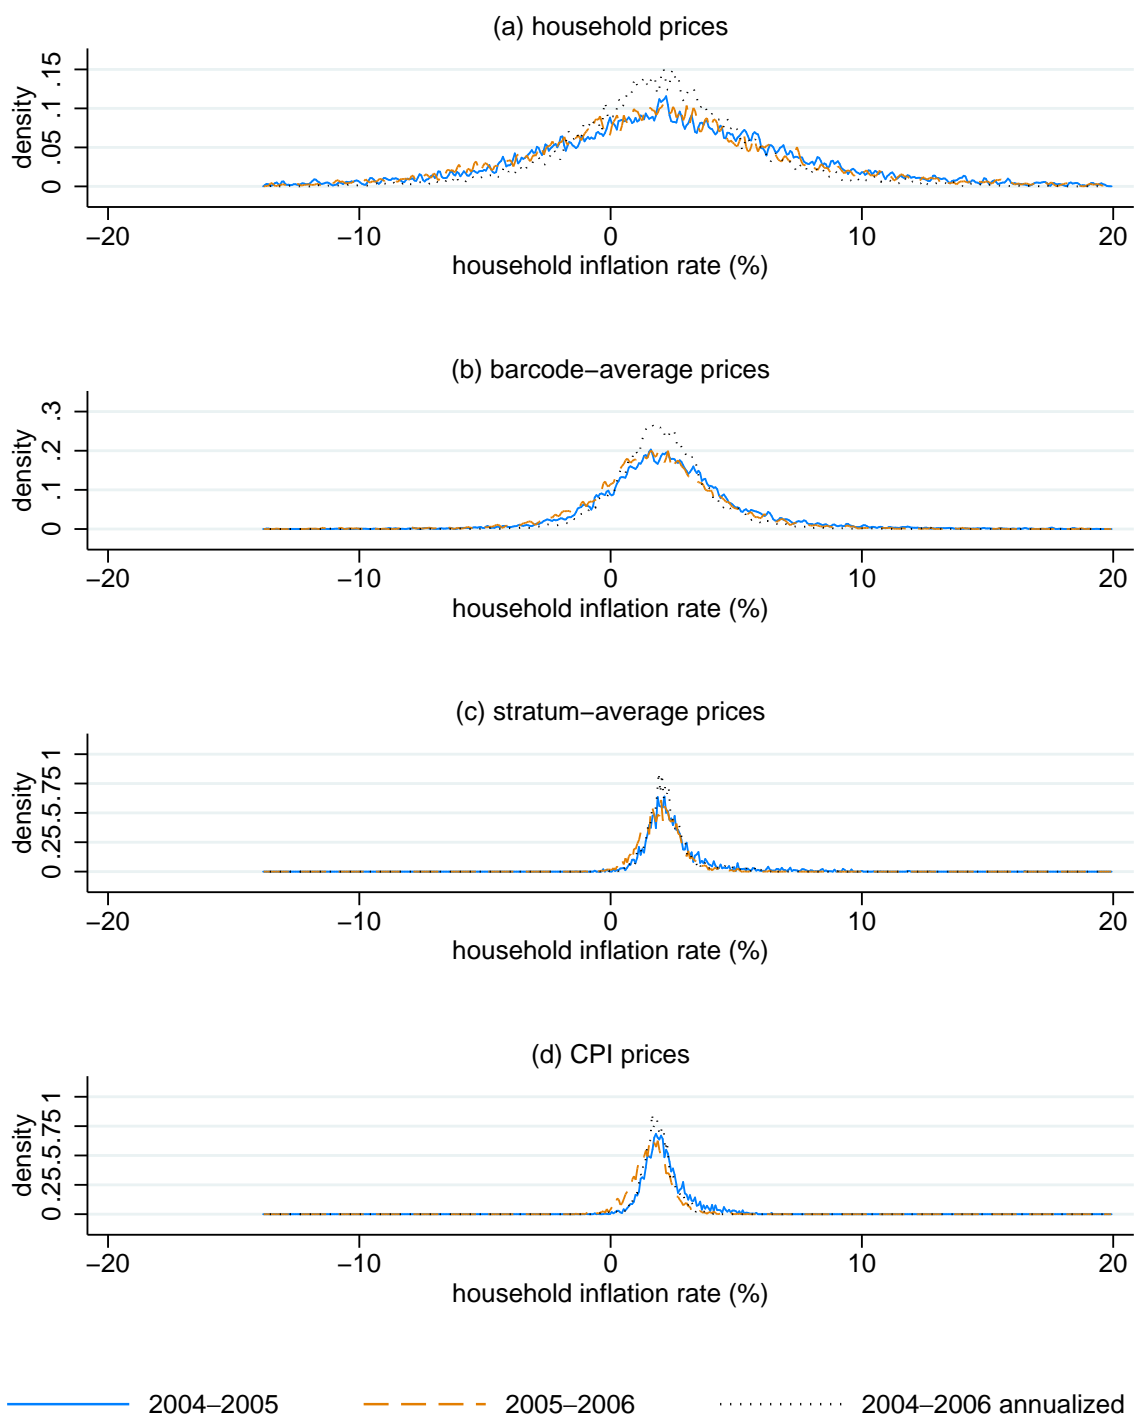 (a) household prices
density
0 .05 .1 .15
−20 −10 0 10 20
household inflation rate (%)
(b) barcode−average prices
density
0 .1 .2 .3
−20 −10 0 10 20
household inflation rate (%)
(c) stratum−average prices
density
0 .25 .5 .75 1
−20 −10 0 10 20
household inflation rate (%)
(d) CPI prices
density
0 .25 .5 .75 1
−20 −10 0 10 20
household inflation rate (%)
2004−2005 2005−2006 2004−2006 annualized